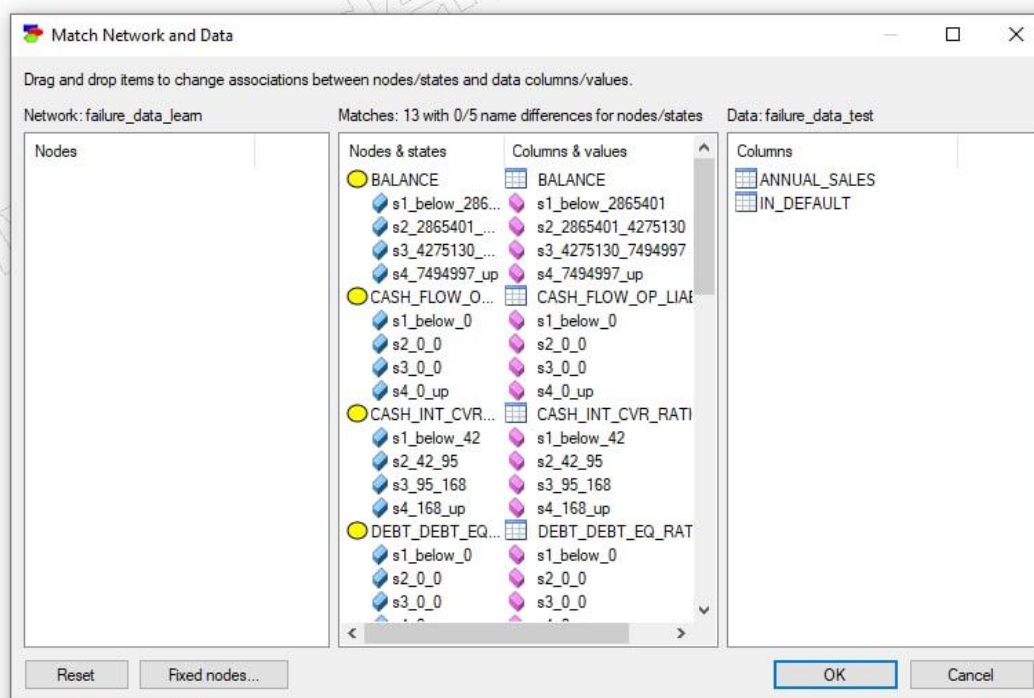 Match Network and Data
Drag and drop items to change associations between nodes/states and data columns/values.
Network: failure_data_learn
Matches: 13 with 0/5 name differences for nodes/states
Data: failure_data_test
Nodes
Nodes & states Columns & values
BALANCE BALANCE
s1_below_286... s1_below_2865401
s2_2865401_... s2_2865401_4275130
s3_4275130_... s3_4275130_7494997
s4_7494997_up s4_7494997_up
CASH_FLOW_O... CASH_FLOW_OP_LIAB
s1_below_0 s1_below_0
s2_0_0 s2_0_0
s3_0_0 s3_0_0
s4_0_up s4_0_up
CASH_INT_CVR... CASH_INT_CVR_RATI
s1_below_42 s1_below_42
s2_42_95 s2_42_95
s3_95_168 s3_95_168
s4_168_up s4_168_up
DEBT_DEBT_EQ... DEBT_DEBT_EQ_RAT
s1_below_0 s1_below_0
s2_0_0 s2_0_0
s3_0_0 s3_0_0
Columns
ANNUAL_SALES
IN_DEFAULT
Reset Fixed nodes... OK Cancel